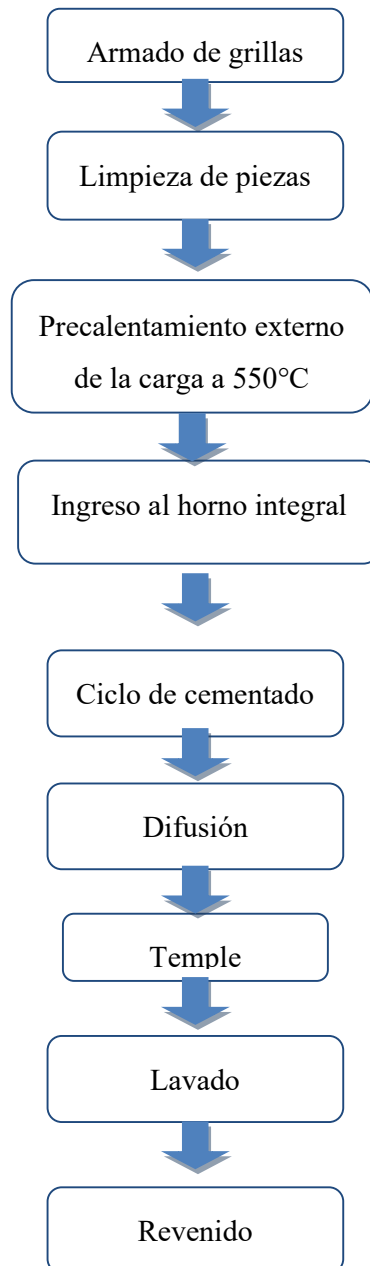 Armado de grillas
Limpieza de piezas
Precalentamiento externo
de la carga a 550°C
Ingreso al horno integral
Ciclo de cementado
Difusión
Temple
Lavado
Revenido